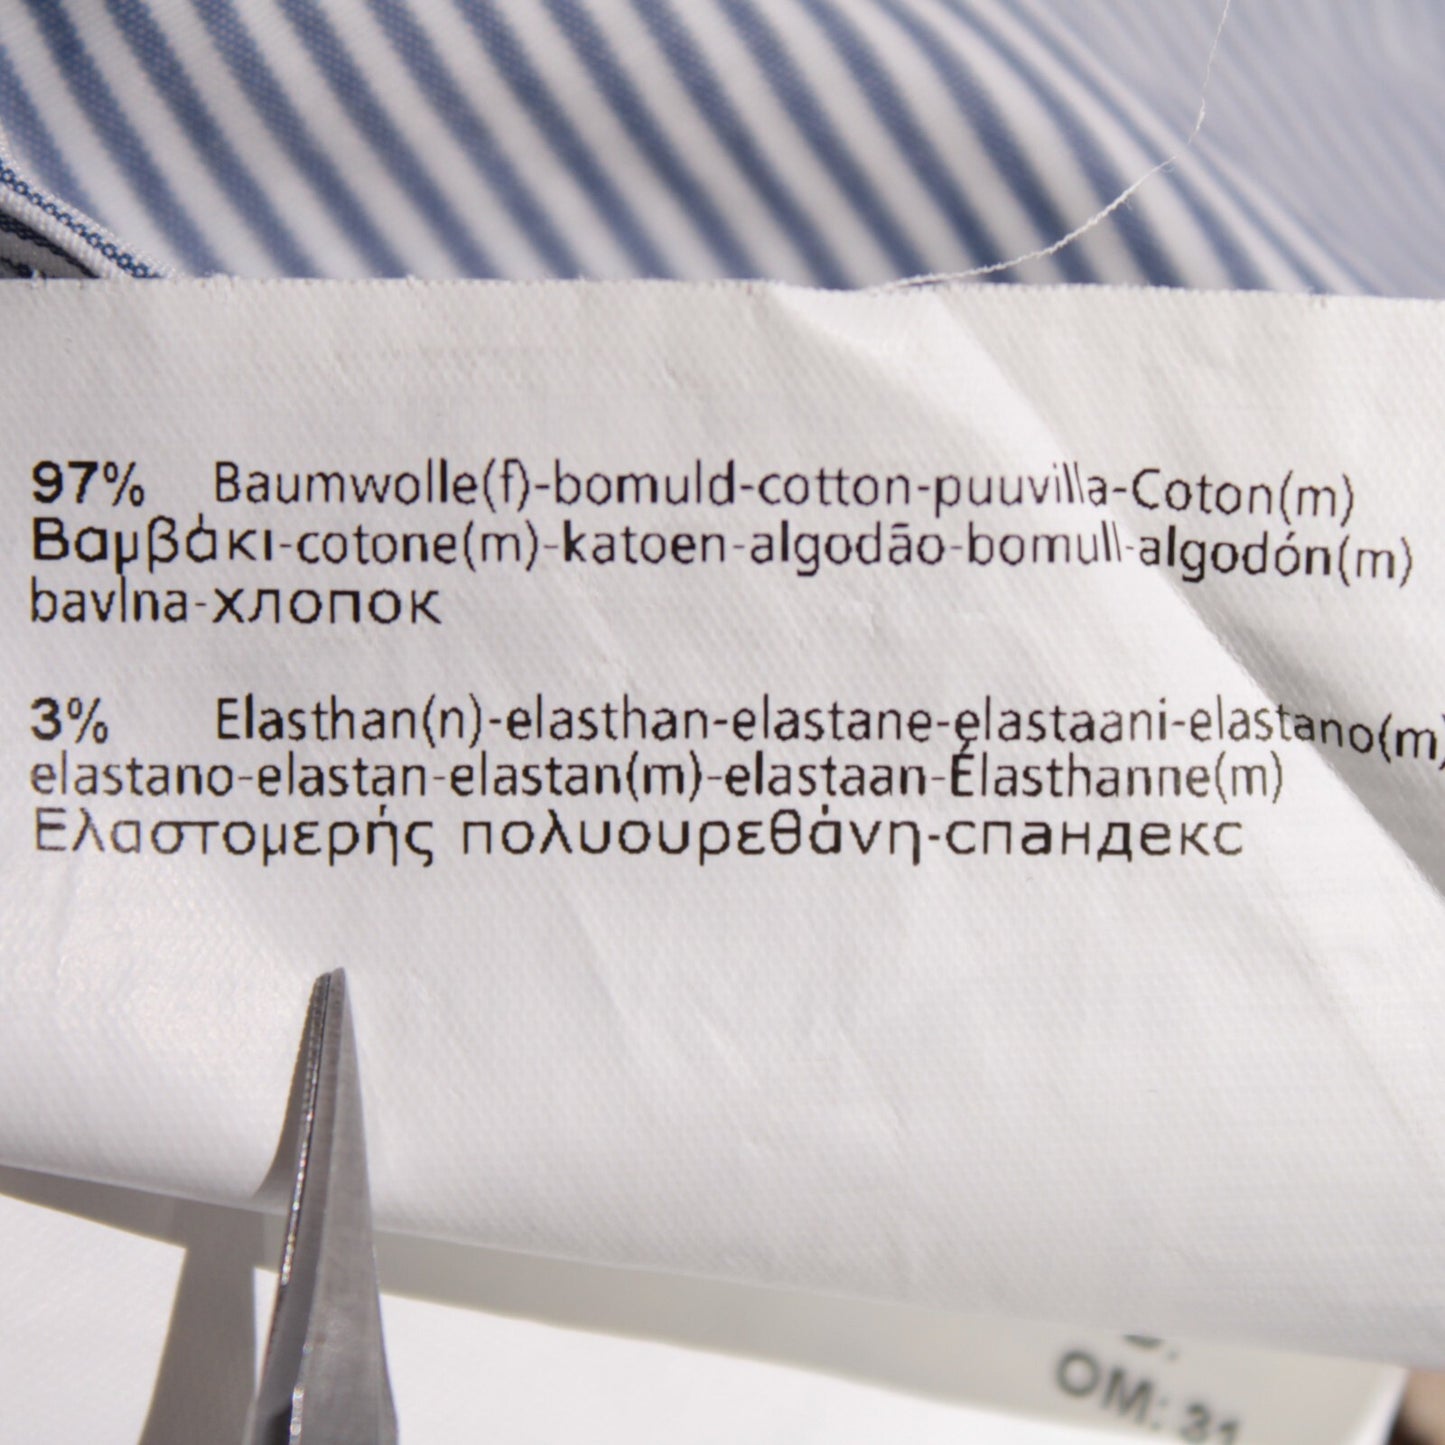 97% Baumwolle(f)-bomuld-cotton-puuvilla-Coton(m)
Βαμβάκι-cotone(m)-katoen-algodão-bomull-algodón(m)
bavlna-хлопок
3% Elasthan(n)-elasthan-elastane-elastaani-elastano(m)
elastano-elastan-elastan(m)-elastaan-Élasthanne(m)
Ελαστομερής πολυουρεθάνη-спандекс
OM: 31